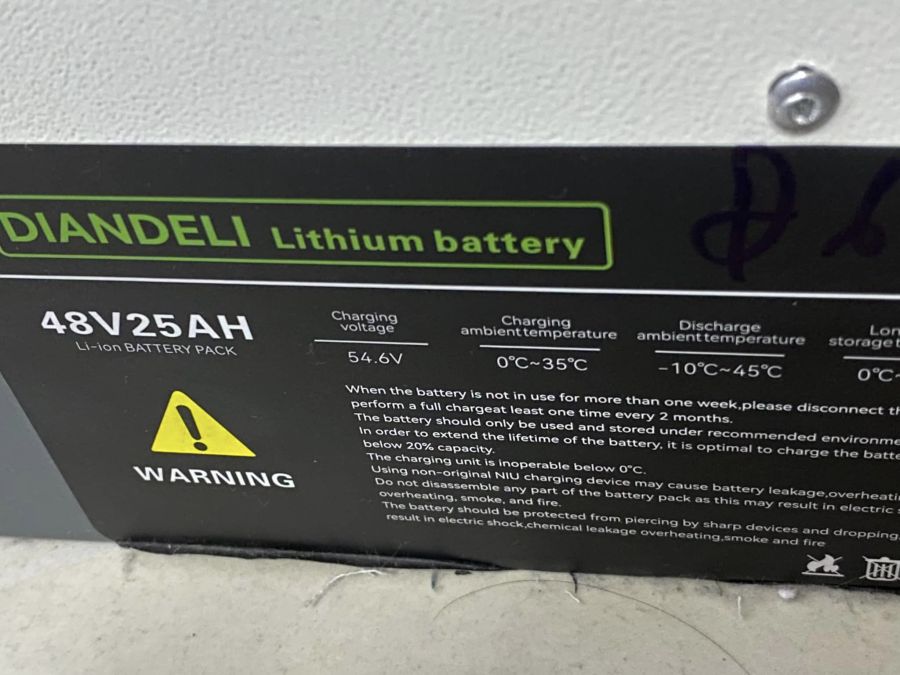 DIANDELI Lithium battery
48V25AH
Li-ion BATTERY PACK
Charging voltage
54.6V
Charging ambient temperature
0°C~35°C
Discharge ambient temperature
-10°C~45°C
Lon
storage
0°C
WARNING
When the battery is not in use for more than one week,please disconnect
perform a full chargeat least one time every 2 months.
The battery should only be used and stored under recommended
In order to extend the lifetime of the battery, it is optimal to charge the
below 20% capacity.
The charging unit is inoperable below 0°C.
Using non-original NIU charging device may cause battery leakage,
Do not disassemble any part of the battery pack as this may result in electric
overheating, smoke, and fire.
The battery should be protected from piercing by sharp devices and dropping,
result in electric shock,chemical leakage overheating,smoke and fire